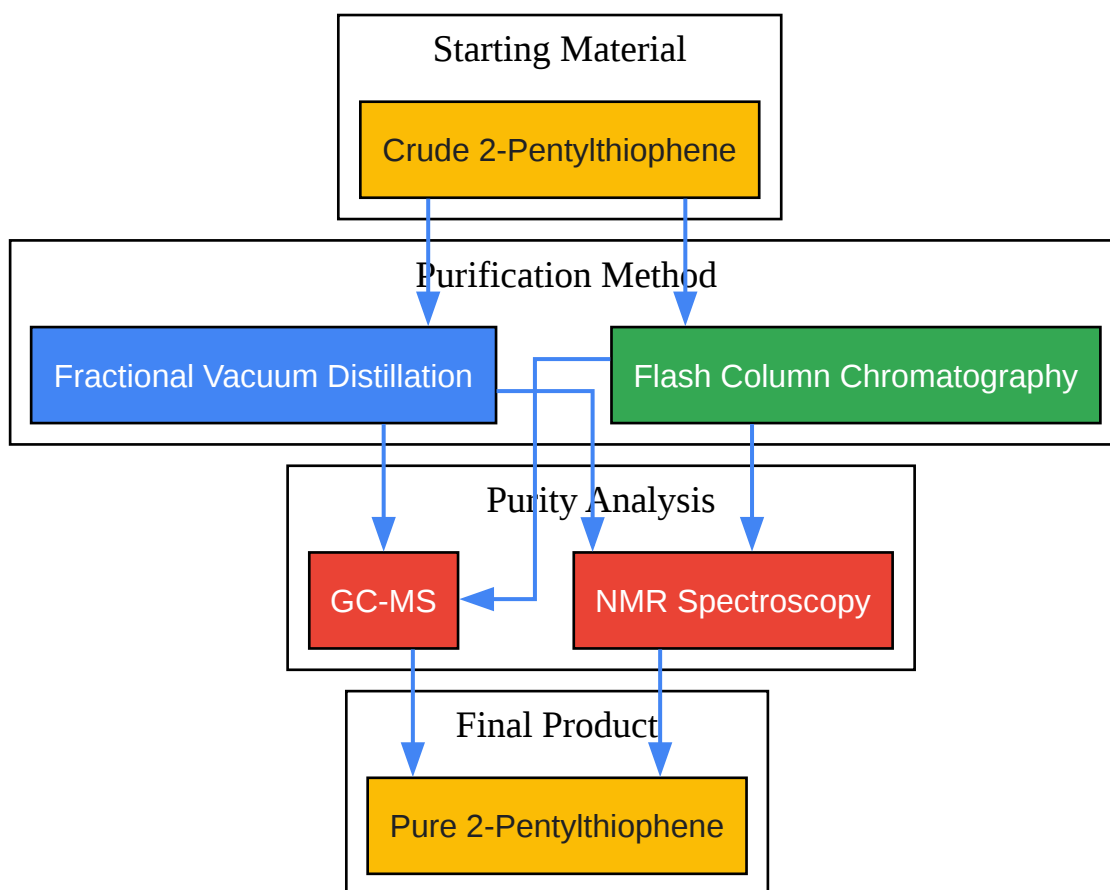 Starting Material
Crude 2-Pentylthiophene
Purification Method
Fractional Vacuum Distillation
Flash Column Chromatography
Purity Analysis
GC-MS
NMR Spectroscopy
Final Product
Pure 2-Pentylthiophene